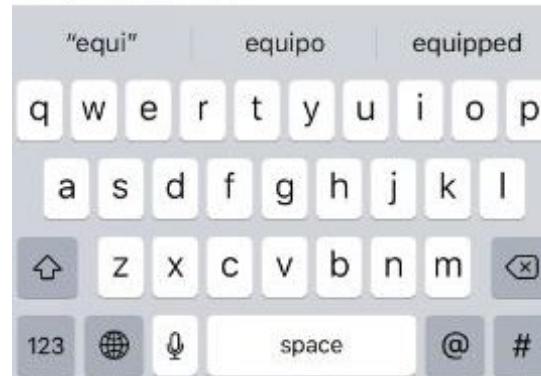 “equi” equipo equipped
q w e r t y u i o p
a s d f g h j k l
z x c v b n m
123 space @ #